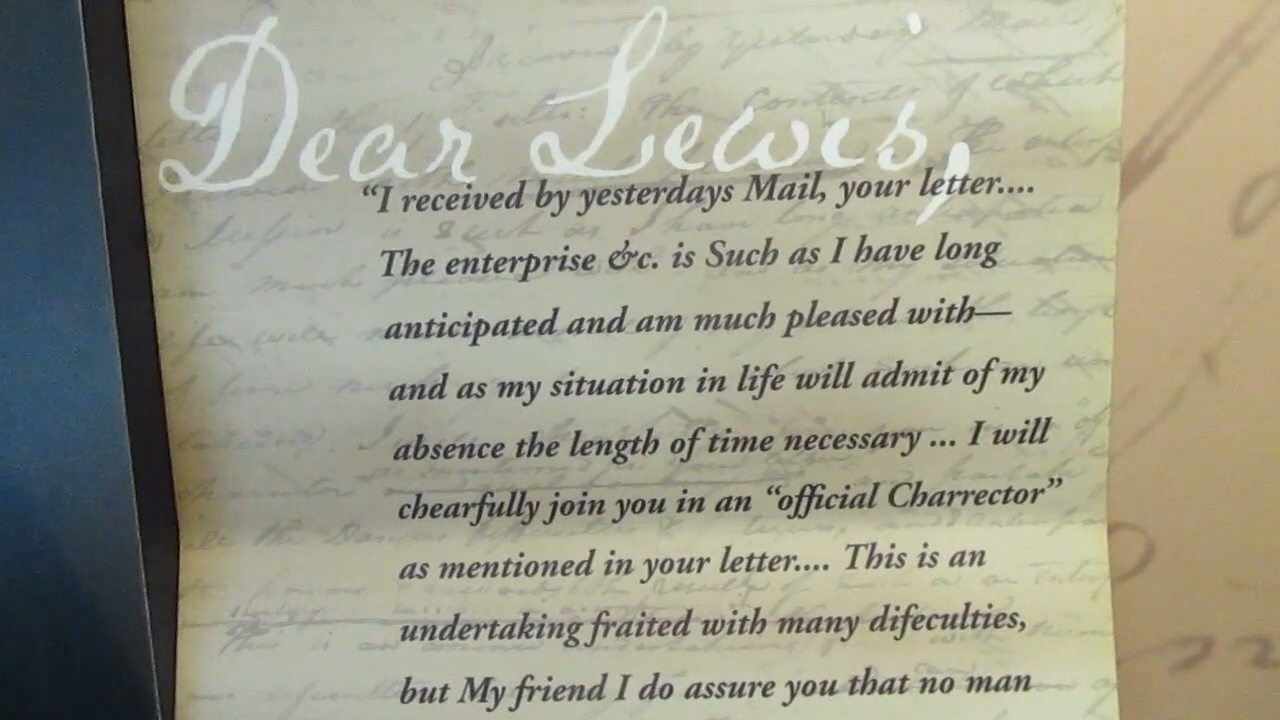 Dear Lewis,
“I received by yesterdays Mail, your letter....
The enterprise &c. is Such as I have long
anticipated and am much pleased with—
and as my situation in life will admit of my
absence the length of time necessary ... I will
chearfully join you in an “official Charrector”
as mentioned in your letter.... This is an
undertaking fraited with many difeculties,
but My friend I do assure you that no man